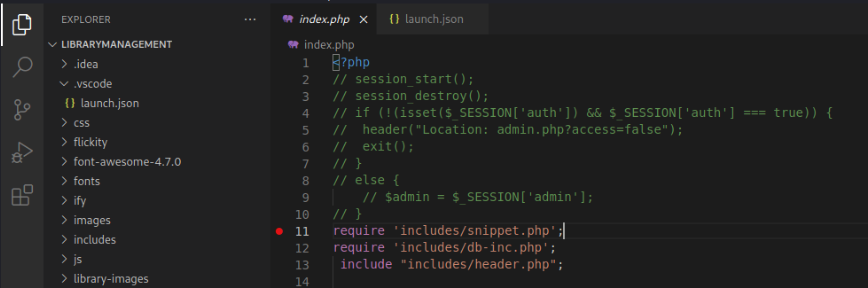 EXPLORER
LIBRARYMANAGEMENT
.idea
.vscode
launch.json
css
flickity
font-awesome-4.7.0
fonts
ify
images
includes
js
library-images
index.php
launch.json
index.php
1 <?php
2 // session_start();
3 // session_destroy();
4 // if (!(isset($_SESSION['auth']) && $_SESSION['auth'] === true)) {
5 //  header("Location: admin.php?access=false");
6 //  exit();
7 // }
8 // else {
9     // $admin = $_SESSION['admin'];
10 // }
11 require 'includes/snippet.php';
12 require 'includes/db-inc.php';
13  include "includes/header.php";
14